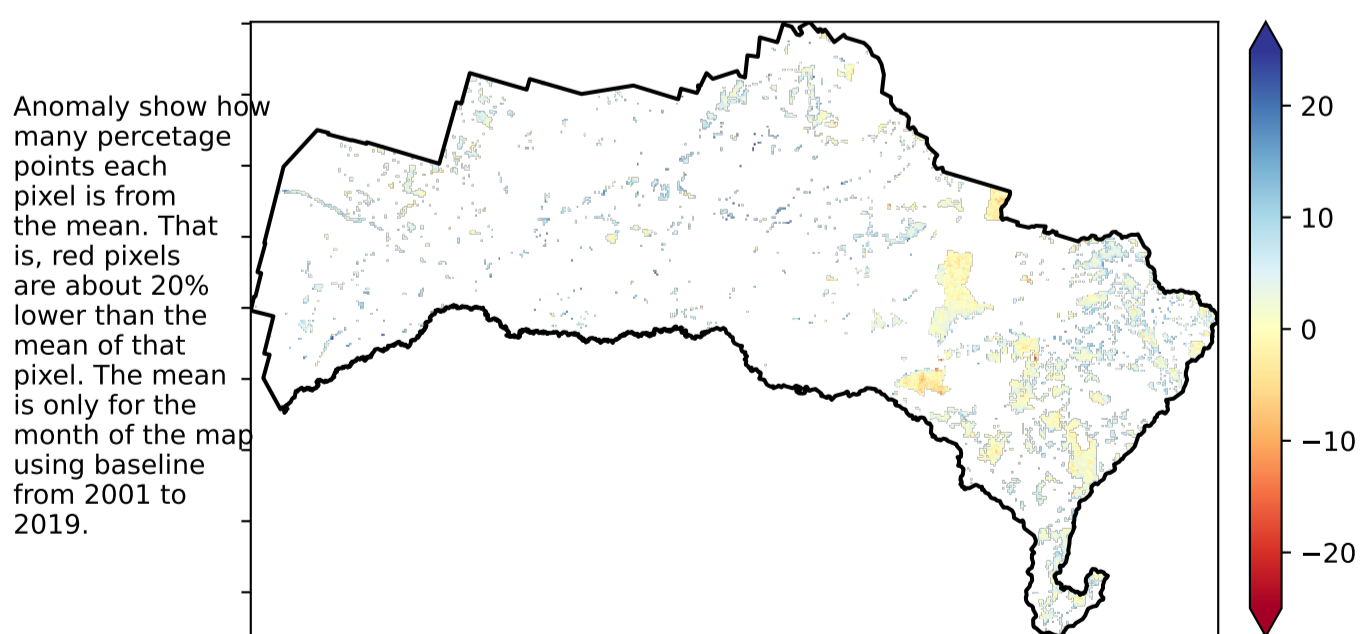 Anomaly show how
many percetage
points each
pixel is from
the mean. That
is, red pixels
are about 20%
lower than the
mean of that
pixel. The mean
is only for the
month of the map
using baseline
from 2001 to
2019.
20
10
0
−10
−20